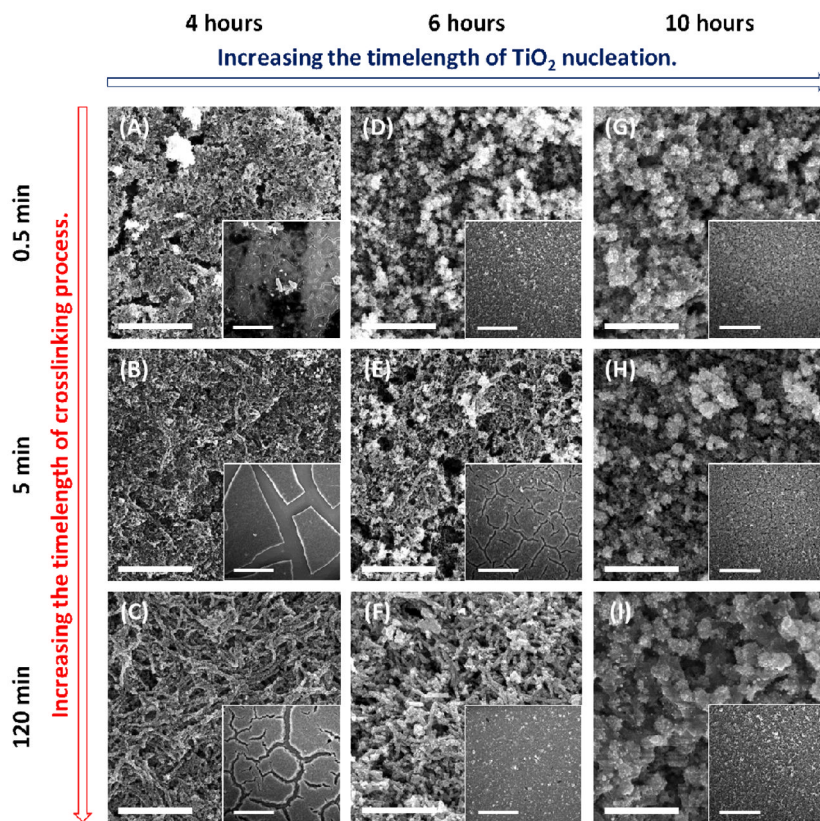 4 hours 6 hours 10 hours
Increasing the timelength of TiO₂ nucleation.
Increasing the timelength of crosslinking process.
0.5 min
(A) (D) (G)
5 min
(B) (E) (H)
120 min
(C) (F) (I)